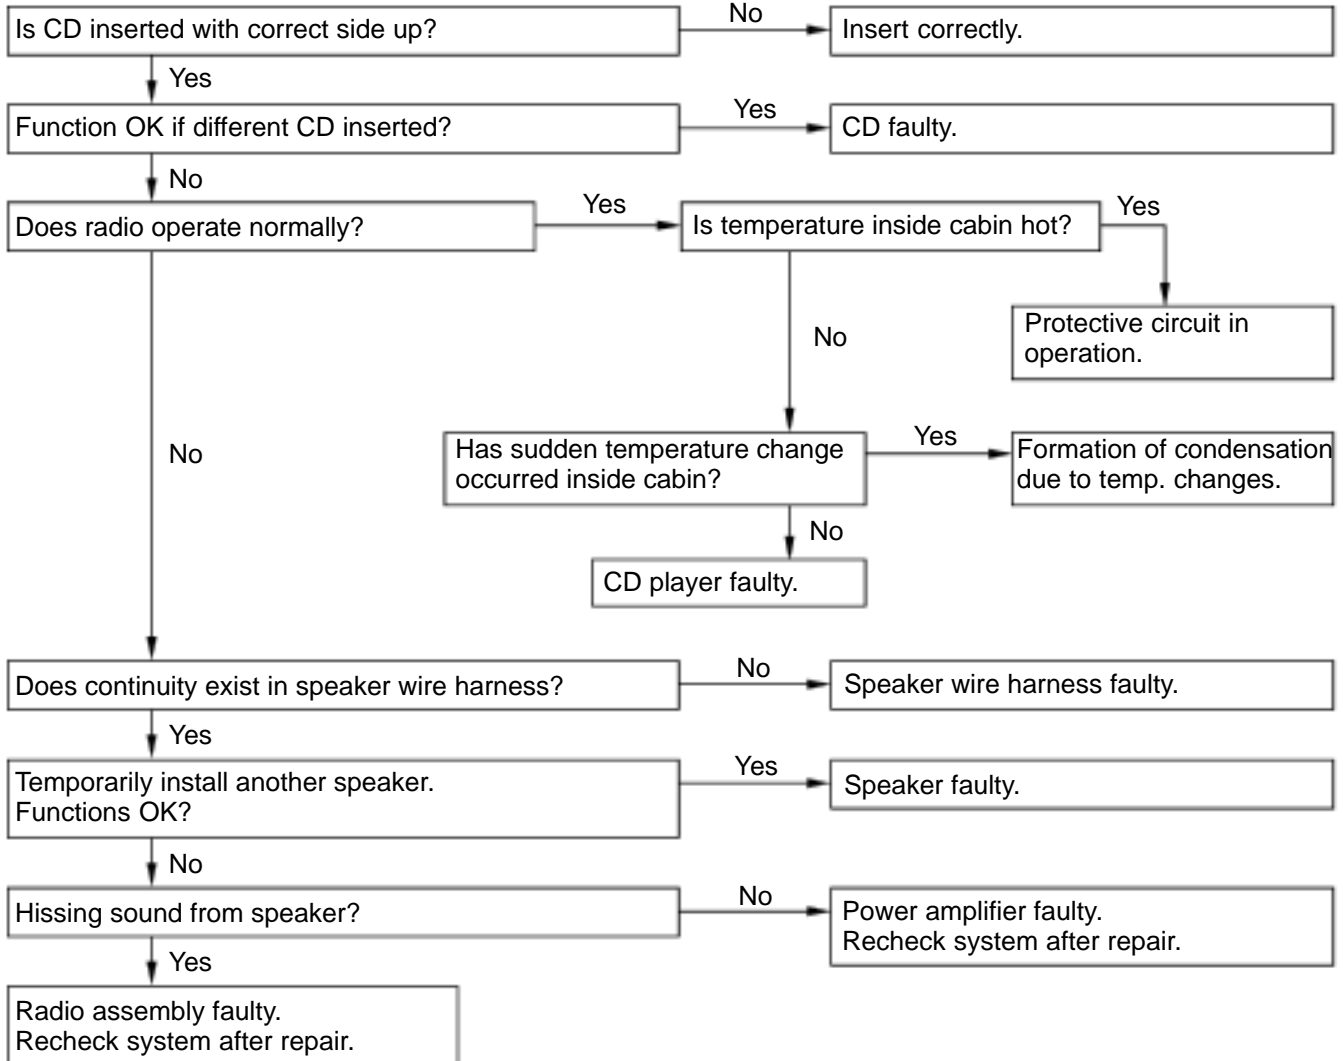 Is CD inserted with correct side up?
No
Insert correctly.
Yes
Function OK if different CD inserted?
Yes
CD faulty.
No
Does radio operate normally?
Yes
Is temperature inside cabin hot?
Yes
Protective circuit in
operation.
No
Has sudden temperature change
occurred inside cabin?
Yes
Formation of condensation
due to temp. changes.
No
CD player faulty.
No
Does continuity exist in speaker wire harness?
No
Speaker wire harness faulty.
Yes
Temporarily install another speaker.
Functions OK?
Yes
Speaker faulty.
No
Hissing sound from speaker?
No
Power amplifier faulty.
Recheck system after repair.
Yes
Radio assembly faulty.
Recheck system after repair.